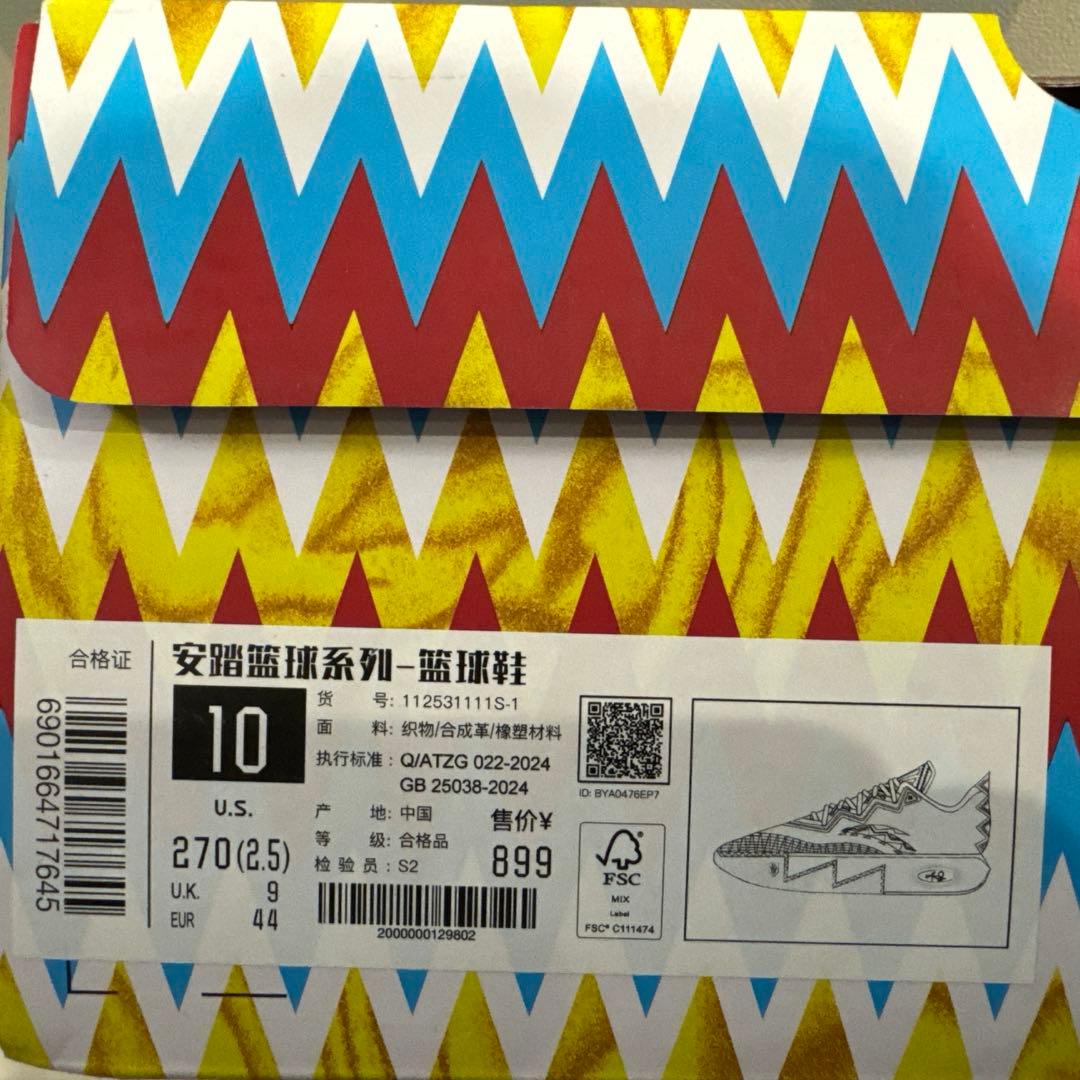 合格证
6901664717645
安踏篮球系列-篮球鞋
10
U.S.
270(2.5)
U.K. 9
EUR 44
货 号: 112531111S-1
面 料: 织物/合成革/橡塑材料
执行标准: Q/ATZG 022-2024
GB 25038-2024
产 地: 中国
等 级: 合格品
检 验 员: S2
售价¥
899
2000000129802
ID: BYA0476EP7
FSC
MIX
Label
FSC® C111474